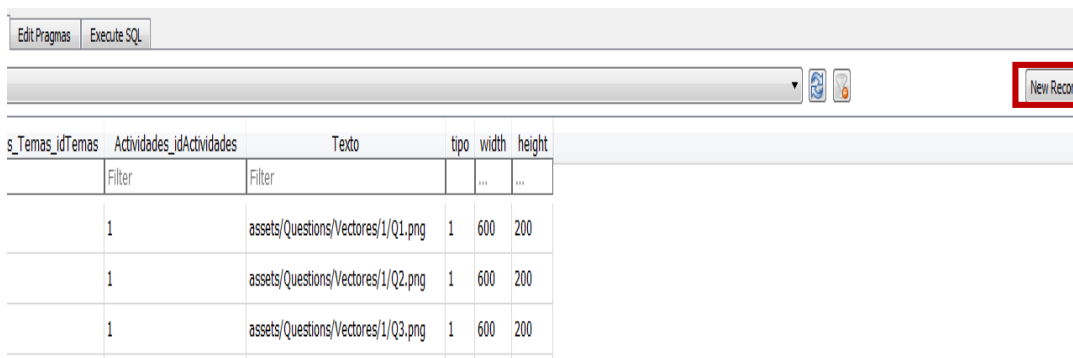 Edit Pragmas Execute SQL
New Recor
s_Temas_idTemas Actividades_idActividades Texto tipo width height
Filter Filter ... ...
1 assets/Questions/Vectores/1/Q1.png 1 600 200
1 assets/Questions/Vectores/1/Q2.png 1 600 200
1 assets/Questions/Vectores/1/Q3.png 1 600 200